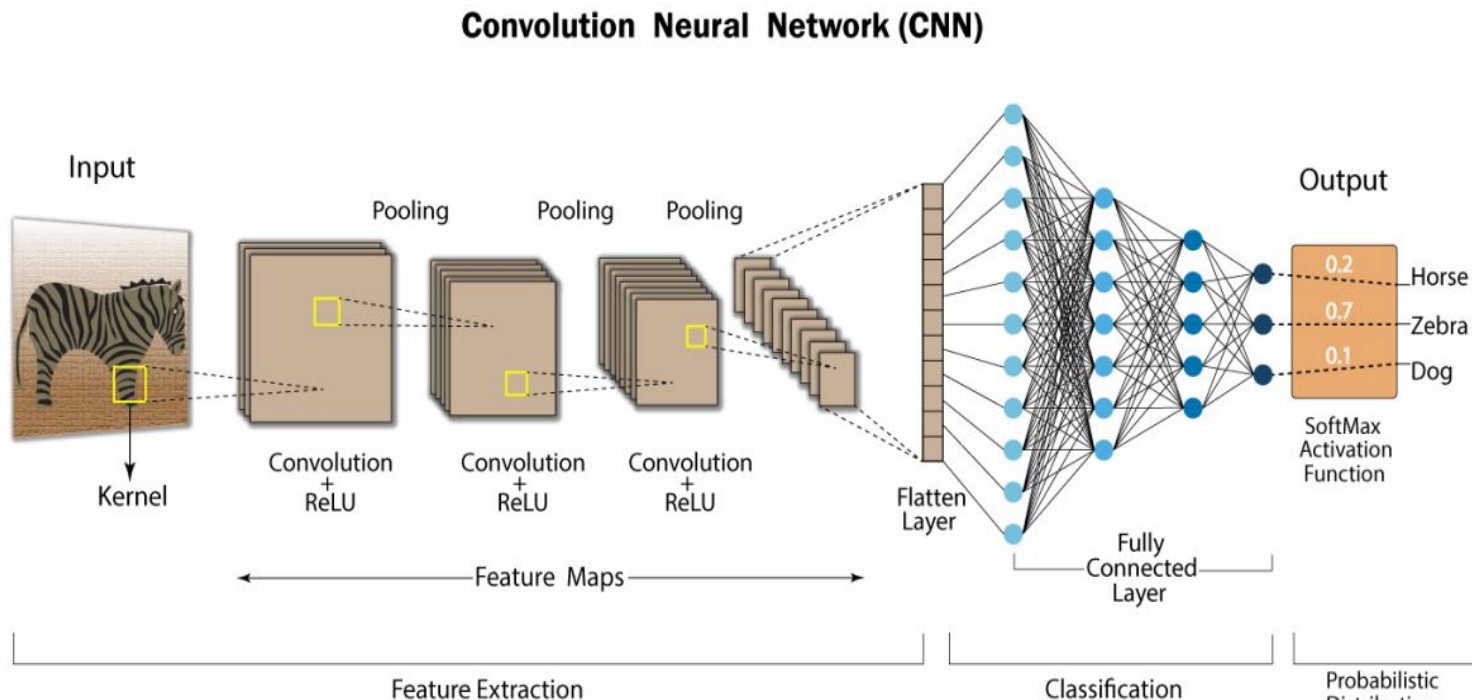 Convolution Neural Network (CNN)
Input
Pooling
Pooling
Pooling
Output
0.2
Horse
0.7
Zebra
0.1
Dog
Kernel
Convolution
+
ReLU
Convolution
+
ReLU
Convolution
+
ReLU
Flatten
Layer
SoftMax
Activation
Function
Feature Maps
Fully
Connected
Layer
Feature Extraction
Classification
Probabilistic